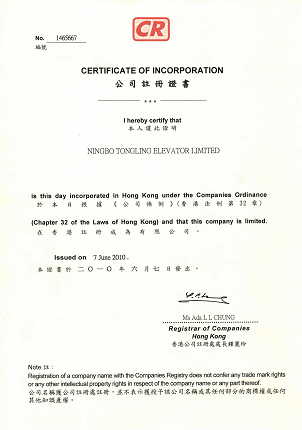 CR
No. 1465667
編號
CERTIFICATE OF INCORPORATION
公司註冊證書
***
I hereby certify that
本人謹此證明
NINGBO TONGLING ELEVATOR LIMITED
is this day incorporated in Hong Kong under the Companies Ordinance
於本日根據《公司條例》(香港法例第32章)
(Chapter 32 of the Laws of Hong Kong) and that this company is limited.
在香港註冊成為有限公司。
Issued on 7 June 2010.
本證書於二〇一〇年六月七日發出。
Ms Ada L L CHUNG
Registrar of Companies
Hong Kong
香港公司註冊處處長鍾麗玲
Note 註:
Registration of a company name with the Companies Registry does not confer any trade mark rights
or any other intellectual property rights in respect of the company name or any part thereof.
公司名稱獲公司註冊處註冊,並不表示獲授予該公司名稱或其任何部分的商標權或任何
其他知識產權。